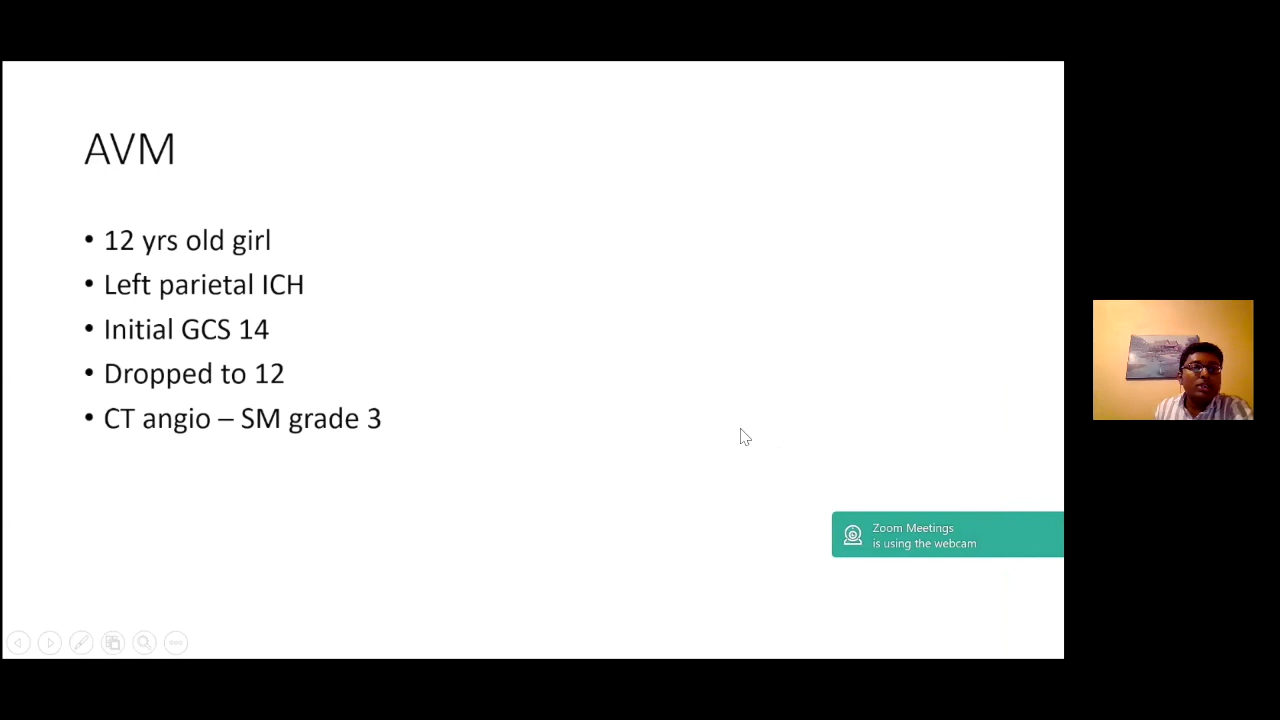 AVM
• 12 yrs old girl
• Left parietal ICH
• Initial GCS 14
• Dropped to 12
• CT angio – SM grade 3
Zoom Meetings
is using the webcam